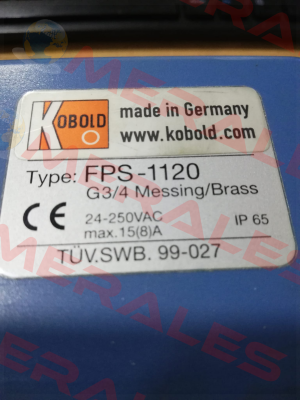 KOBOLD
made in Germany
www.kobold.com
Type: FPS-1120
G3/4 Messing/Brass
CE
24-250VAC
IP 65
max.15(8)A
TÜV.SWB. 99-027
MERALES